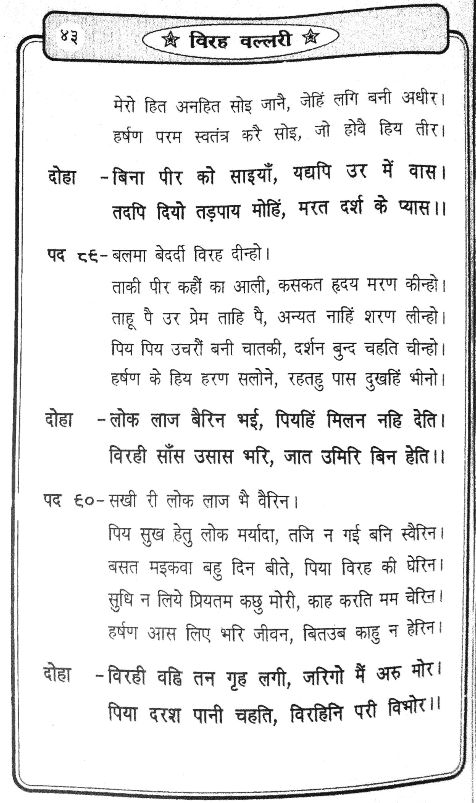 ४३
☆ विरह वल्लरी ☆
मेरो हित अनहित सोइ जानै, जेहिं लगि बनी अधीर।
हर्षण परम स्वतंत्र करै सोइ, जो होवै हिय तीर।
दोहा - बिना पीर को साइयाँ, यद्यपि उर में वास।
तदपि दियो तड़पाय मोहिं, मरत दर्श के प्यास।।
पद ८९- बलमा बेदर्दी विरह दीन्हो।
ताकी पीर कहौं का आली, कसकत हृदय मरण कीन्हो।
ताहू पै उर प्रेम ताहि पै, अन्यत नाहिं शरण लीन्हो।
पिय पिय उचरौं बनी चातकी, दर्शन बुन्द चहति चीन्हो।
हर्षण के हिय हरण सलोने, रहतहु पास दुखहिं भीनो।
दोहा - लोक लाज बैरिन भई, पियहिं मिलन नहि देति।
विरही साँस उसास भरि, जात उमिरि बिन हेति।।
पद ९०- सखी री लोक लाज भै वैरिन।
पिय सुख हेतु लोक मर्यादा, तजि न गई बनि स्वैरिन।
बसत मइकवा बहु दिन बीते, पिया विरह की घेरिन।
सुधि न लिये प्रियतम कछु मोरी, काह करति मम चेरिन।
हर्षण आस लिए भरि जीवन, बितउंब काहु न हेरिन।
दोहा - विरही वह्नि तन गृह लगी, जरिगो मैं अरु मोर।
पिया दरश पानी चहति, विरहिनि परी विभोर।।